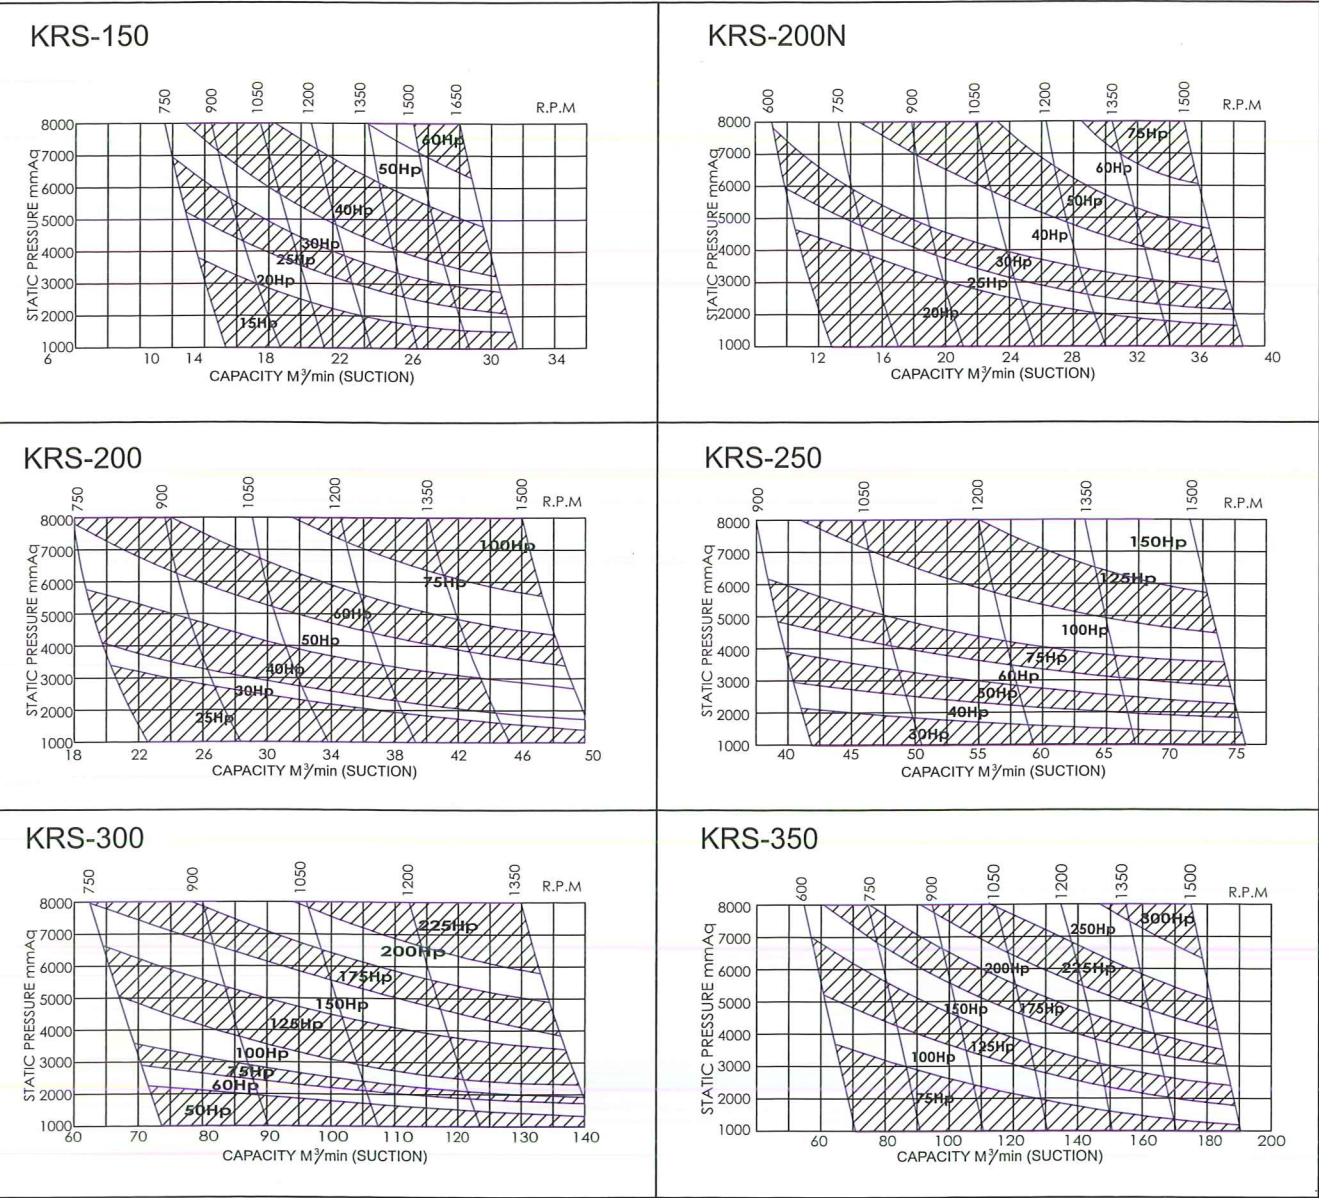 KRS-150
750 900 1050 1200 1350 1500 1650 R.P.M
STATIC PRESSURE mmAq
8000
7000
6000
5000
4000
3000
2000
1000
60Hp
50Hp
40Hp
30Hp
25Hp
20Hp
15Hp
6 10 14 18 22 26 30 34
CAPACITY M³/min (SUCTION)
KRS-200N
600 750 900 1050 1200 1350 1500 R.P.M
STATIC PRESSURE mmAq
8000
7000
6000
5000
4000
3000
2000
1000
75Hp
60Hp
50Hp
40Hp
30Hp
25Hp
20Hp
12 16 20 24 28 32 36 40
CAPACITY M³/min (SUCTION)
KRS-200
750 900 1050 1200 1350 1500 R.P.M
STATIC PRESSURE mmAq
8000
7000
6000
5000
4000
3000
2000
1000
100Hp
75Hp
60Hp
50Hp
40Hp
30Hp
25Hp
18 22 26 30 34 38 42 46 50
CAPACITY M³/min (SUCTION)
KRS-250
900 1050 1200 1350 1500 R.P.M
STATIC PRESSURE mmAq
8000
7000
6000
5000
4000
3000
2000
1000
150Hp
125Hp
100Hp
75Hp
60Hp
50Hp
40Hp
30Hp
40 45 50 55 60 65 70 75
CAPACITY M³/min (SUCTION)
KRS-300
750 900 1050 1200 1350 R.P.M
STATIC PRESSURE mmAq
8000
7000
6000
5000
4000
3000
2000
1000
225Hp
200Hp
175Hp
150Hp
125Hp
100Hp
75Hp
60Hp
50Hp
60 70 80 90 100 110 120 130 140
CAPACITY M³/min (SUCTION)
KRS-350
600 750 900 1050 1200 1350 1500 R.P.M
STATIC PRESSURE mmAq
8000
7000
6000
5000
4000
3000
2000
1000
300Hp
250Hp
200Hp 225Hp
150Hp 175Hp
125Hp
100Hp
75Hp
60 80 100 120 140 160 180 200
CAPACITY M³/min (SUCTION)